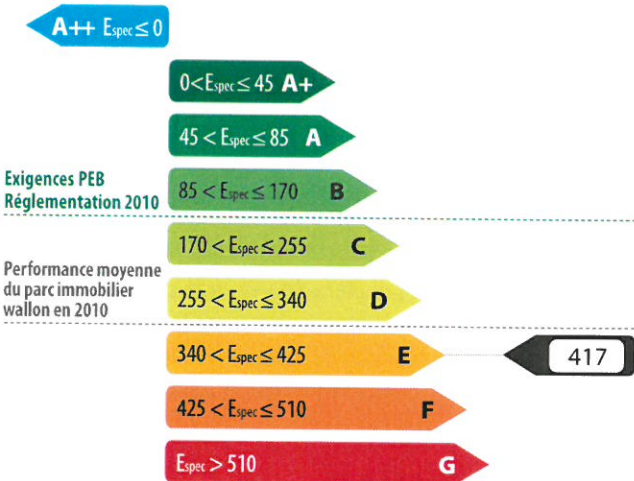 A++ Espec ≤ 0
0 < Espec ≤ 45 A+
45 < Espec ≤ 85 A
Exigences PEB
Réglementation 2010
85 < Espec ≤ 170 B
170 < Espec ≤ 255 C
Performance moyenne
du parc immobilier
wallon en 2010
255 < Espec ≤ 340 D
340 < Espec ≤ 425 E
417
425 < Espec ≤ 510 F
Espec > 510 G